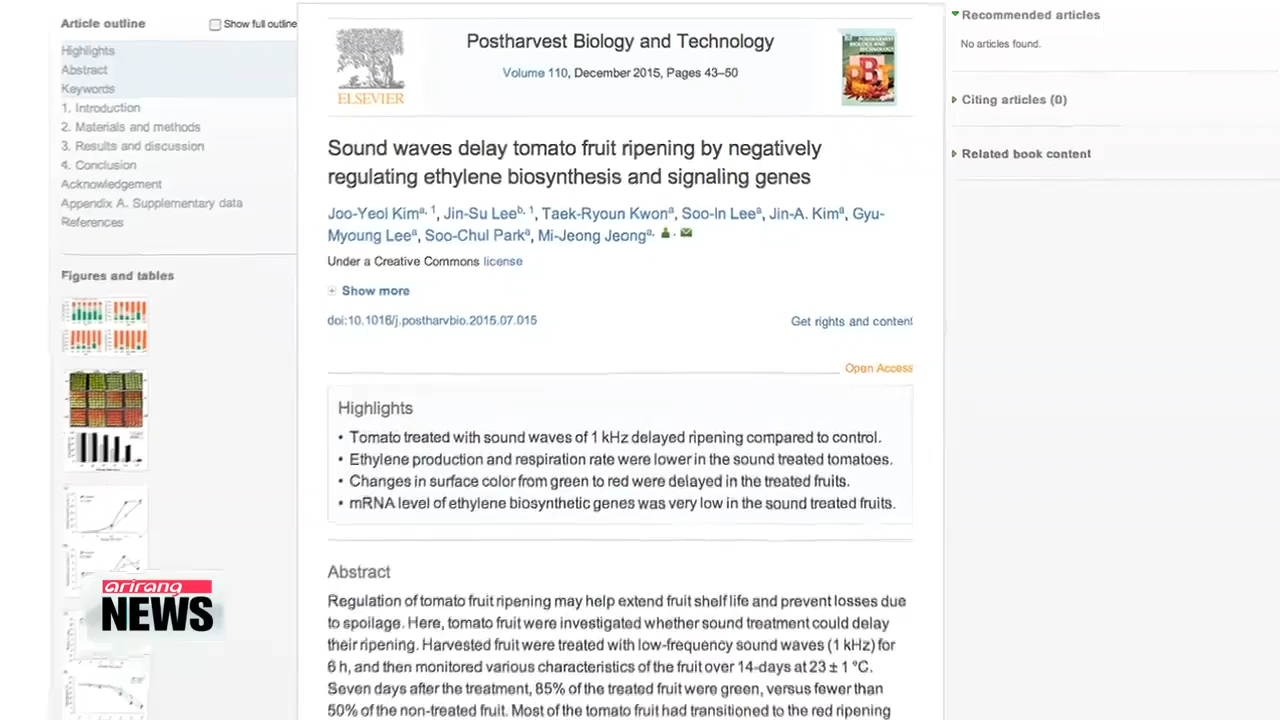 Article outline
Show full outline
Highlights
Abstract
Keywords
1. Introduction
2. Materials and methods
3. Results and discussion
4. Conclusion
Acknowledgement
Appendix A. Supplementary data
References
Figures and tables
ELSEVIER
Postharvest Biology and Technology
Volume 110, December 2015, Pages 43–50
Sound waves delay tomato fruit ripening by negatively
regulating ethylene biosynthesis and signaling genes
Joo-Yeol Kima, 1, Jin-Su Leeb, 1, Taek-Ryoun Kwona, Soo-In Leea, Jin-A. Kima, Gyu-
Myoung Leea, Soo-Chul Parka, Mi-Jeong Jeonga,
Under a Creative Commons license
Show more
doi:10.1016/j.postharvbio.2015.07.015
Get rights and content
Open Access
Highlights
• Tomato treated with sound waves of 1 kHz delayed ripening compared to control.
• Ethylene production and respiration rate were lower in the sound treated tomatoes.
• Changes in surface color from green to red were delayed in the treated fruits.
• mRNA level of ethylene biosynthetic genes was very low in the sound treated fruits.
Abstract
Regulation of tomato fruit ripening may help extend fruit shelf life and prevent losses due
to spoilage. Here, tomato fruit were investigated whether sound treatment could delay
their ripening. Harvested fruit were treated with low-frequency sound waves (1 kHz) for
6 h, and then monitored various characteristics of the fruit over 14-days at 23 ± 1 °C.
Seven days after the treatment, 85% of the treated fruit were green, versus fewer than
50% of the non-treated fruit. Most of the tomato fruit had transitioned to the red ripening
Recommended articles
No articles found.
Citing articles (0)
Related book content
arirang
NEWS